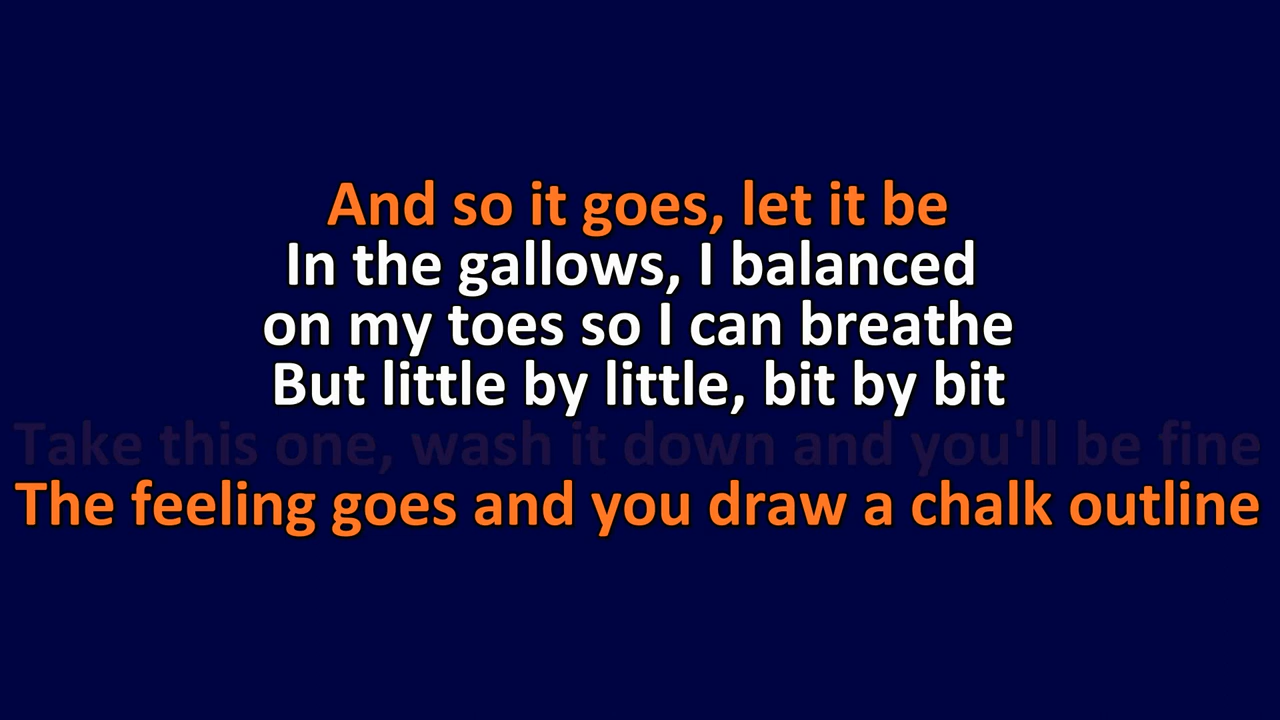 And so it goes, let it be
In the gallows, I balanced
on my toes so I can breathe
But little by little, bit by bit
Take this one, wash it down and you'll be fine
The feeling goes and you draw a chalk outline